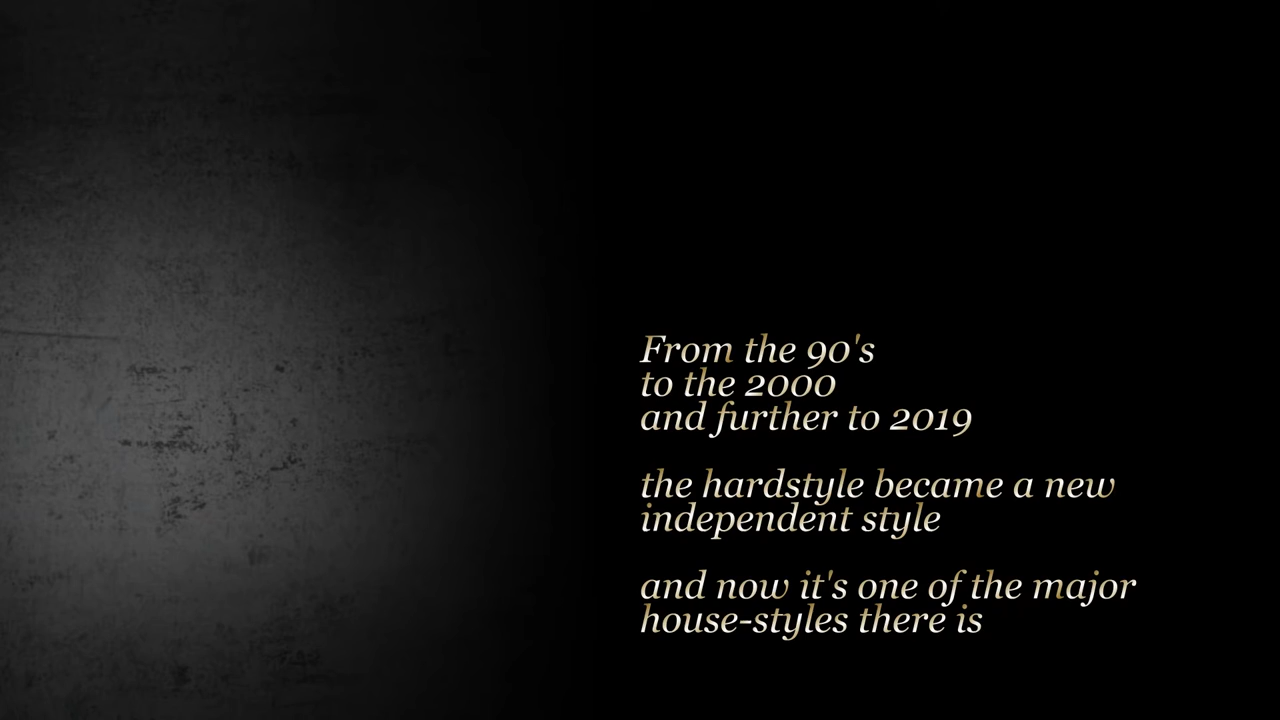 From the 90's
to the 2000
and further to 2019
the hardstyle became a new
independent style
and now it's one of the major
house-styles there is